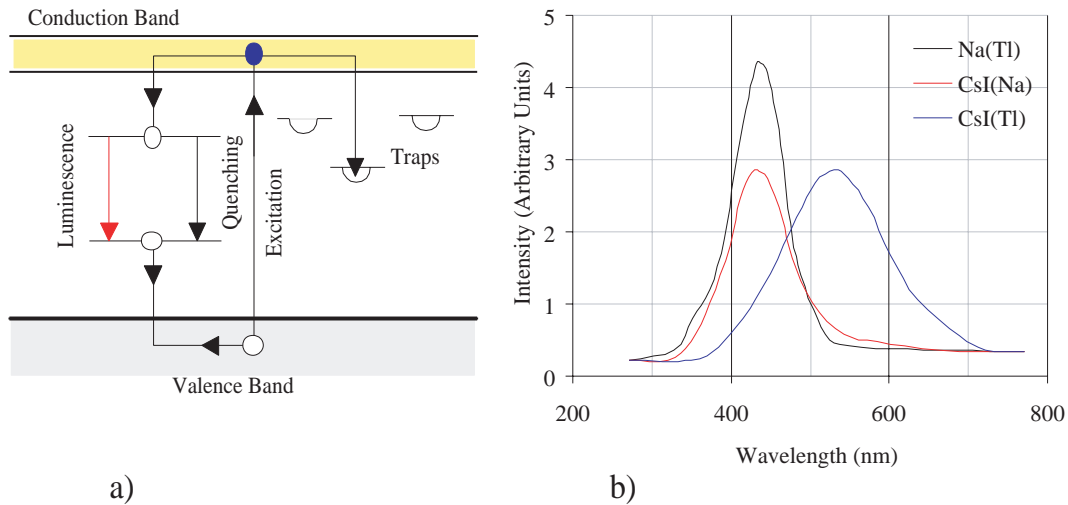 Conduction Band
Luminescence
Quenching
Excitation
Traps
Valence Band
a)
Intensity (Arbitrary Units)
5
4
3
2
1
0
200
400
600
800
Wavelength (nm)
Na(Tl)
CsI(Na)
CsI(Tl)
b)